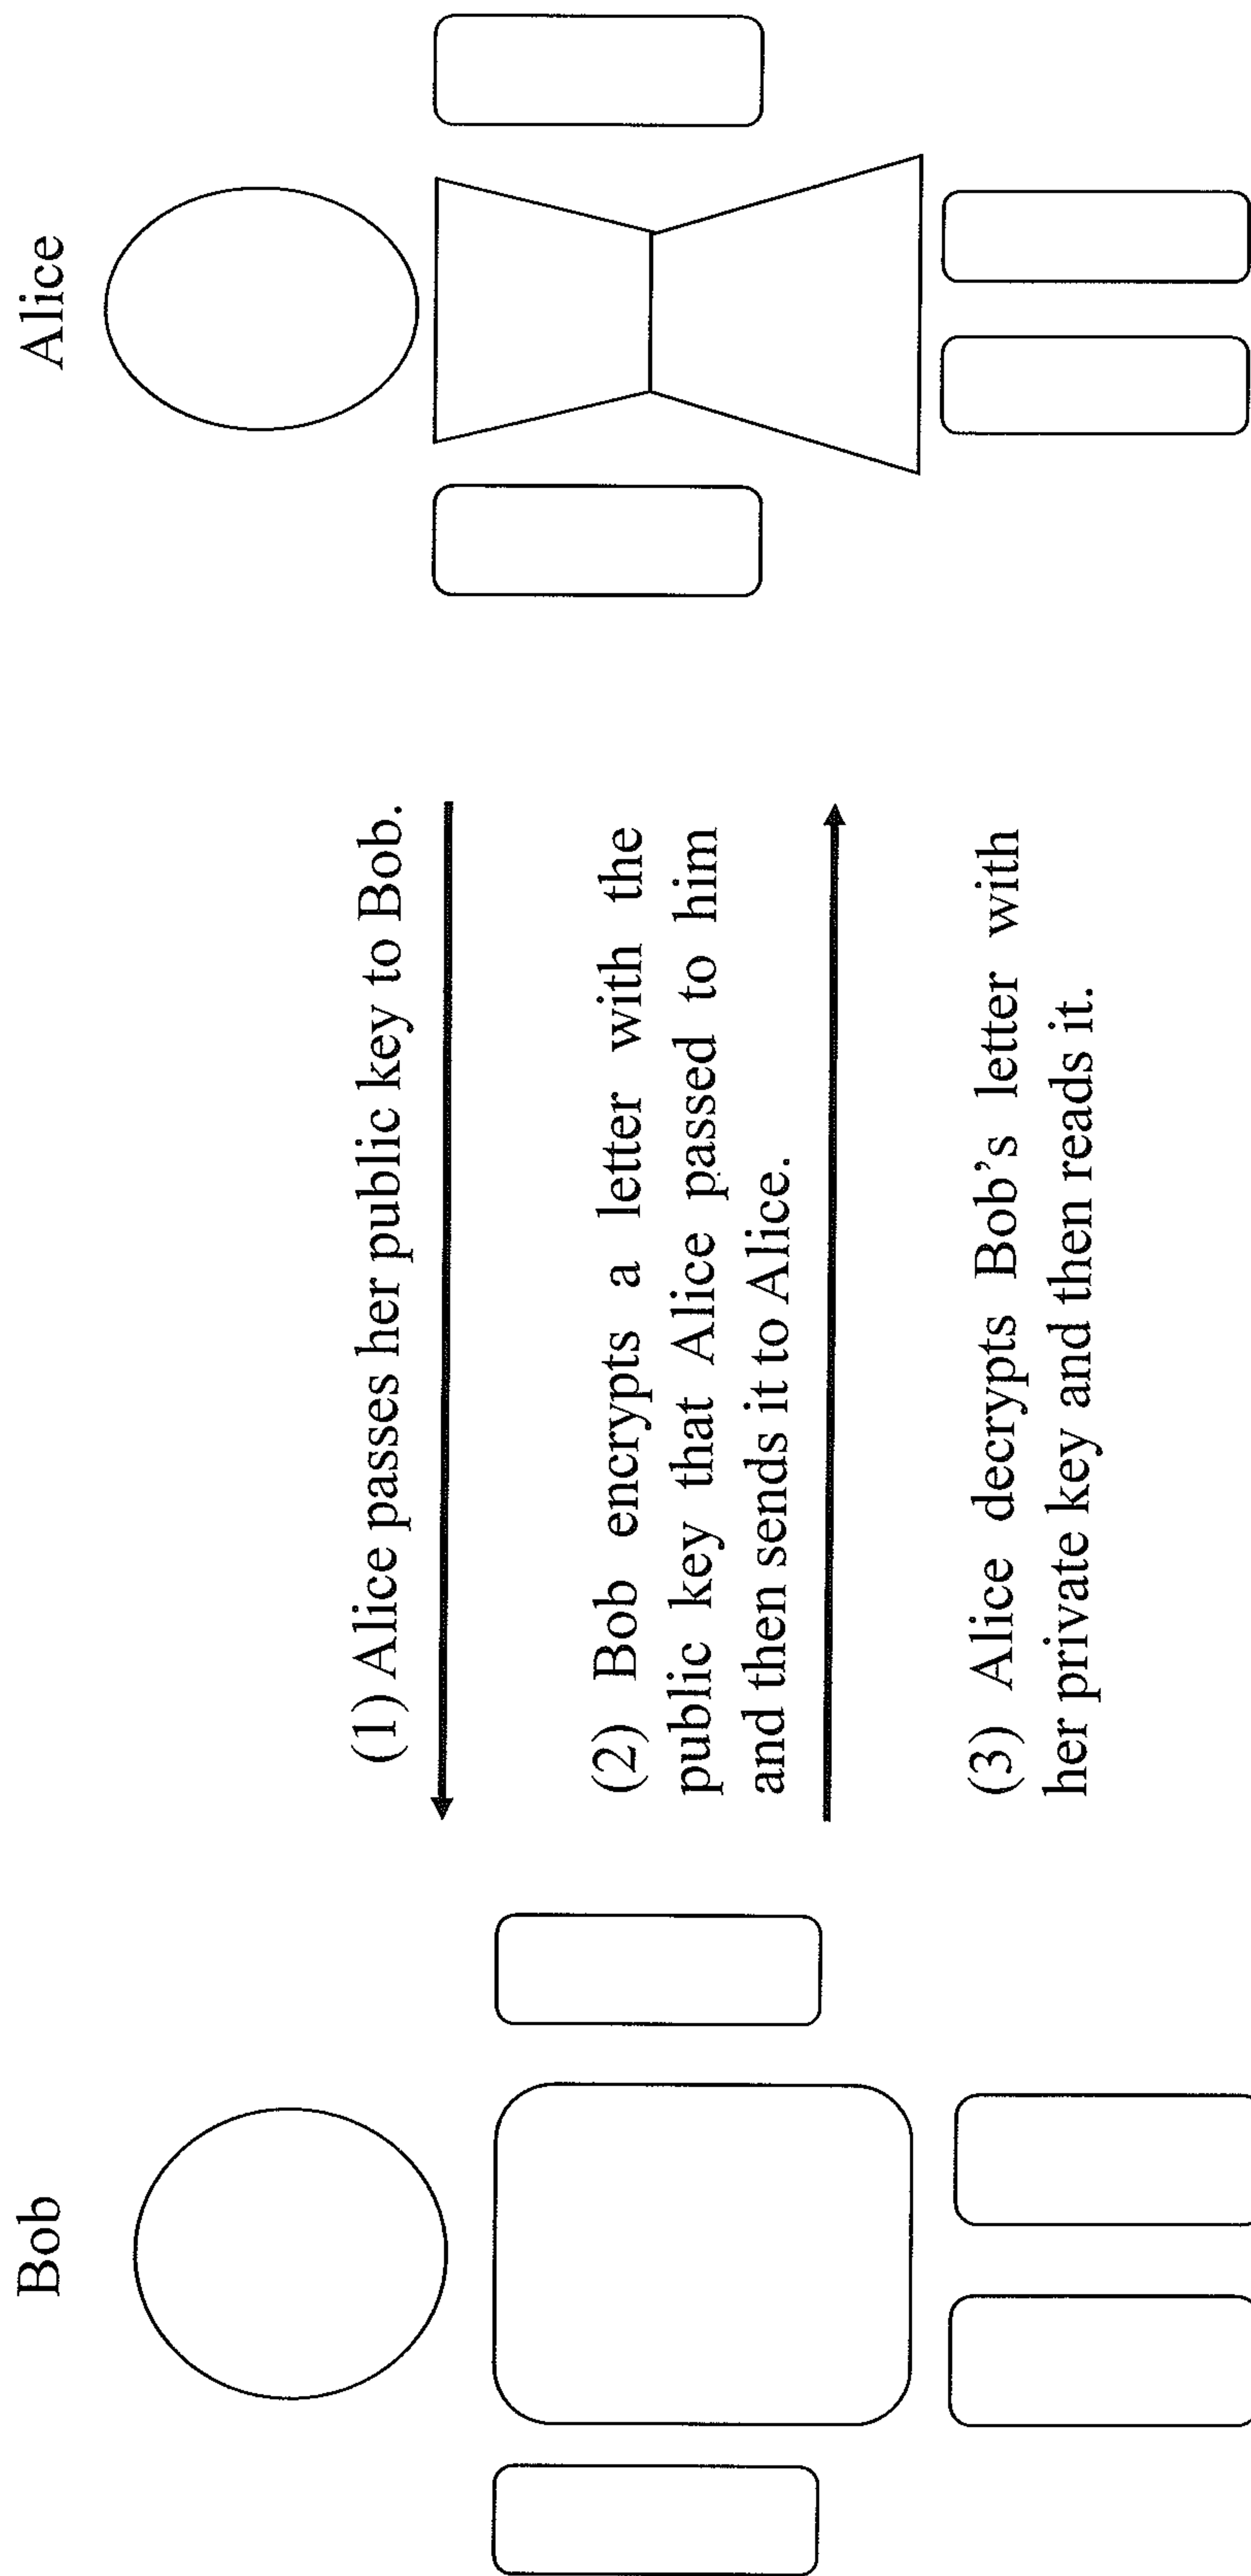 Bob
Alice
(1) Alice passes her public key to Bob.
(2) Bob encrypts a letter with the
public key that Alice passed to him
and then sends it to Alice.
(3) Alice decrypts Bob's letter with
her private key and then reads it.